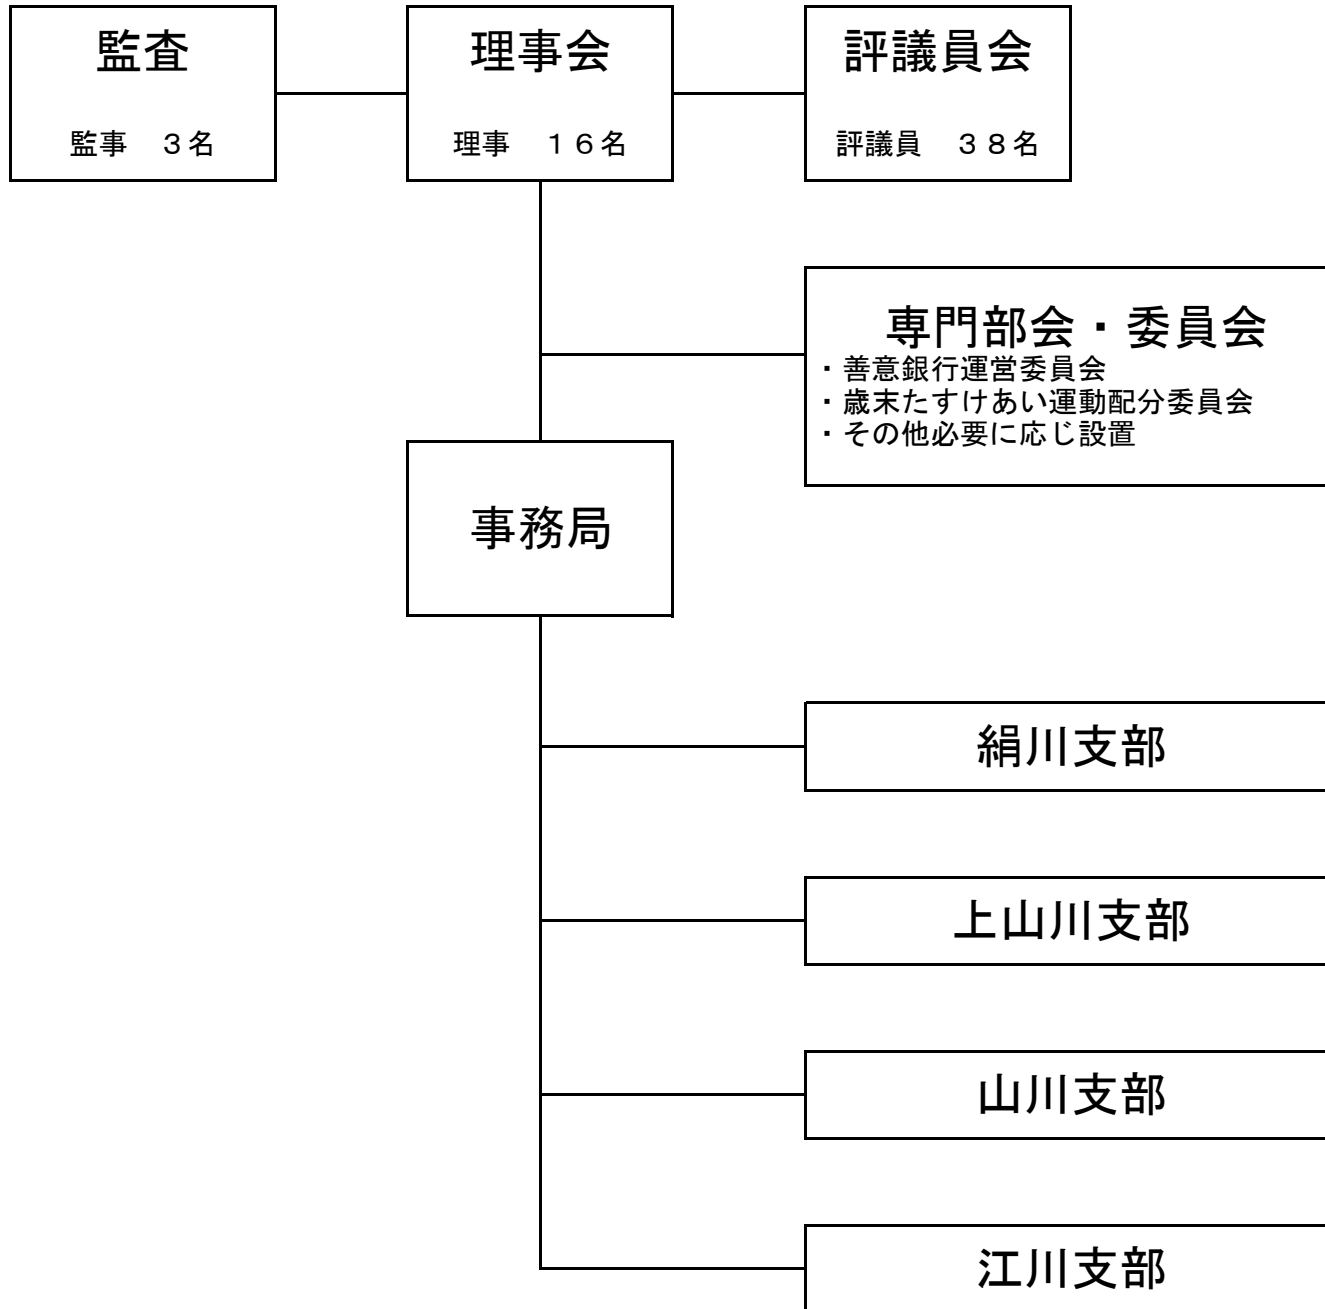 監査
監事　３名
理事会
理事　１６名
評議員会
評議員　３８名
専門部会・委員会
・善意銀行運営委員会
・歳末たすけあい運動配分委員会
・その他必要に応じ設置
事務局
絹川支部
上山川支部
山川支部
江川支部